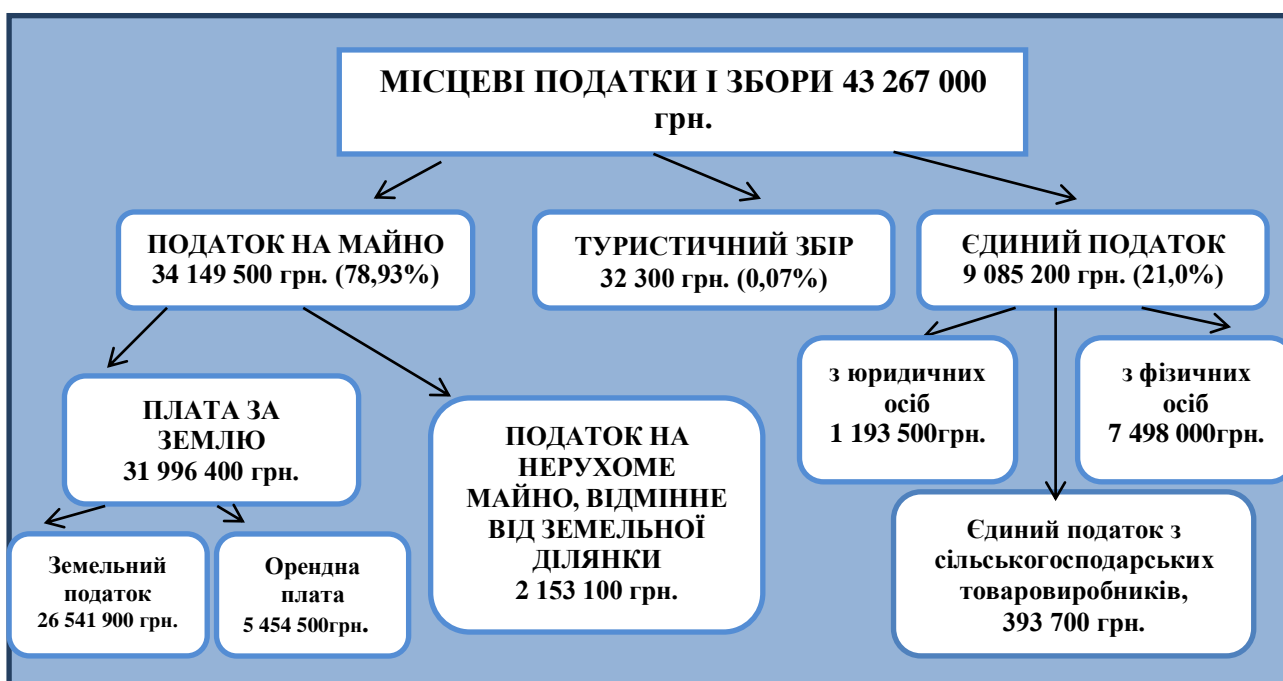 МІСЦЕВІ ПОДАТКИ І ЗБОРИ 43 267 000
грн.
ПОДАТОК НА МАЙНО
34 149 500 грн. (78,93%)
ТУРИСТИЧНИЙ ЗБІР
32 300 грн. (0,07%)
ЄДИНИЙ ПОДАТОК
9 085 200 грн. (21,0%)
ПЛАТА ЗА
ЗЕМЛЮ
31 996 400 грн.
ПОДАТОК НА
НЕРУХОМЕ
МАЙНО, ВІДМІННЕ
ВІД ЗЕМЕЛЬНОЇ
ДІЛЯНКИ
2 153 100 грн.
з юридичних
осіб
1 193 500грн.
з фізичних
осіб
7 498 000грн.
Земельний
податок
26 541 900 грн.
Орендна
плата
5 454 500грн.
Єдиний податок з
сільськогосподарських
товаровиробників,
393 700 грн.